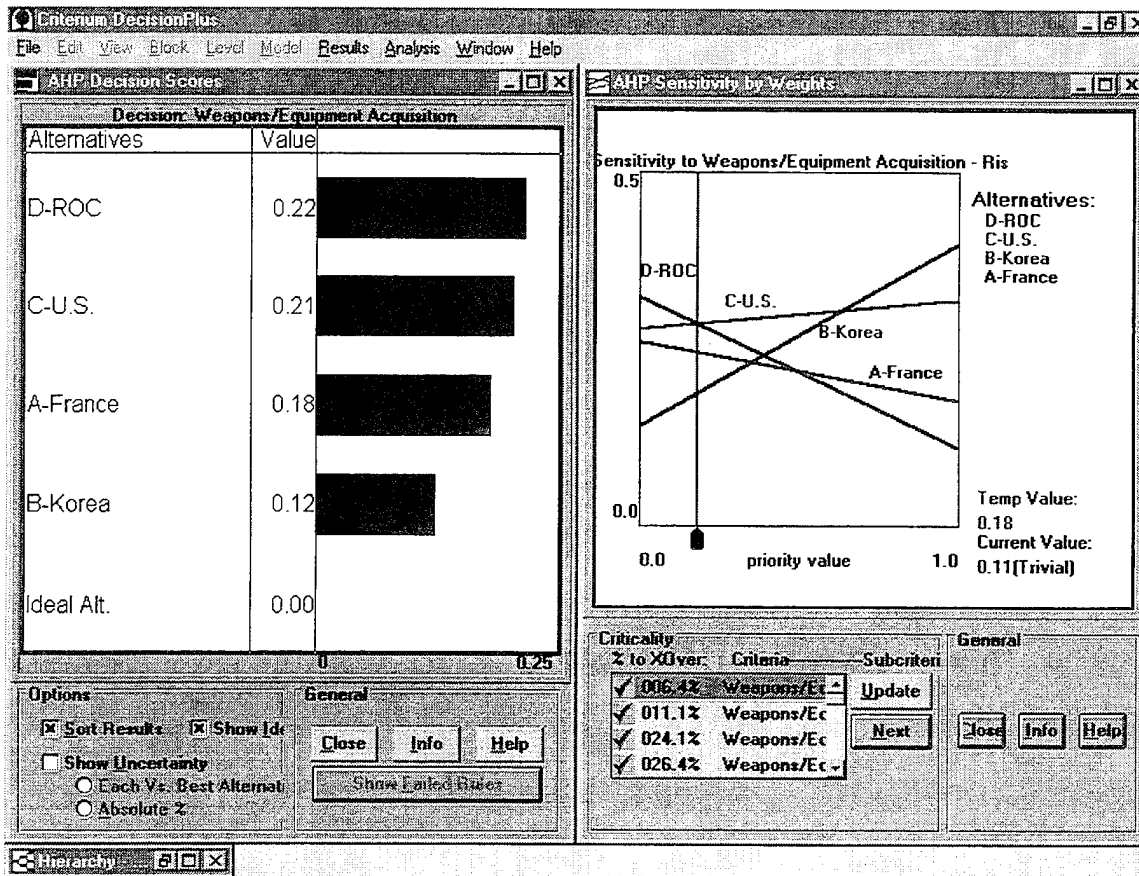 Criterium DecisionPlus
File Edit View Block Level Model Results Analysis Window Help
AHP Decision Scores
Decision: Weapons/Equipment Acquisition
Alternatives Value
D-ROC 0.22
C-U.S. 0.21
A-France 0.18
B-Korea 0.12
Ideal Alt. 0.00
0 0.25
Options
Sort Results Show Ide
Show Uncertainty
Each Vs. Best Alternat
Absolute %
General
Close Info Help
Show Failed Rules
AHP Sensitivity by Weights
Sensitivity to Weapons/Equipment Acquisition - Ris
0.5
D-ROC
C-U.S.
B-Korea
A-France
0.0
0.0 priority value 1.0
Alternatives:
D-ROC
C-U.S.
B-Korea
A-France
Temp Value:
0.18
Current Value:
0.11(Trivial)
Criticality
% to XOver: Criteria Subcriteri
006.4% Weapons/Ec
011.1% Weapons/Ec
024.1% Weapons/Ec
026.4% Weapons/Ec
Update
Next
General
Close Info Help
Hierarchy